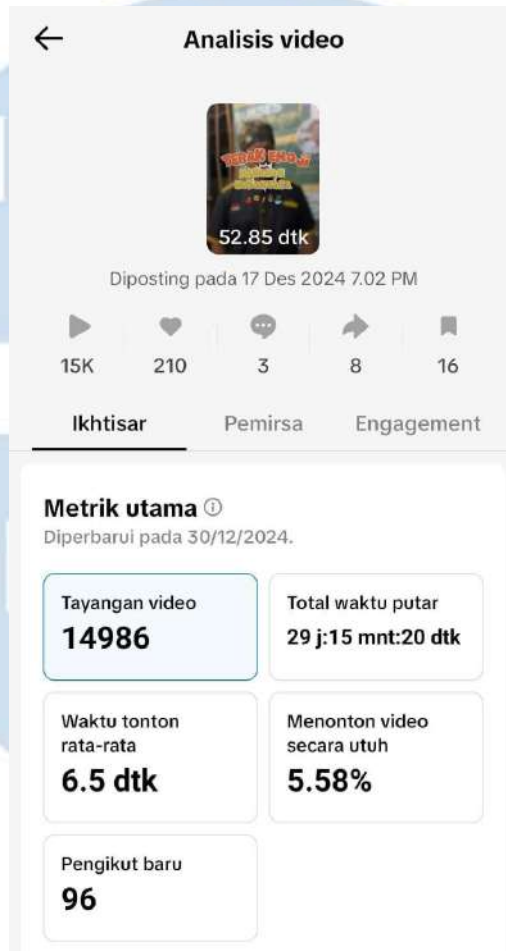 Analisis video
TEBAK EMOJI
52.85 dtk
Diposting pada 17 Des 2024 7.02 PM
15K 210 3 8 16
Ikhtisar Pemirsa Engagement
Metrik utama
Diperbarui pada 30/12/2024.
Tayangan video
14986
Total waktu putar
29 j:15 mnt:20 dtk
Waktu tonton
rata-rata
6.5 dtk
Menonton video
secara utuh
5.58%
Pengikut baru
96